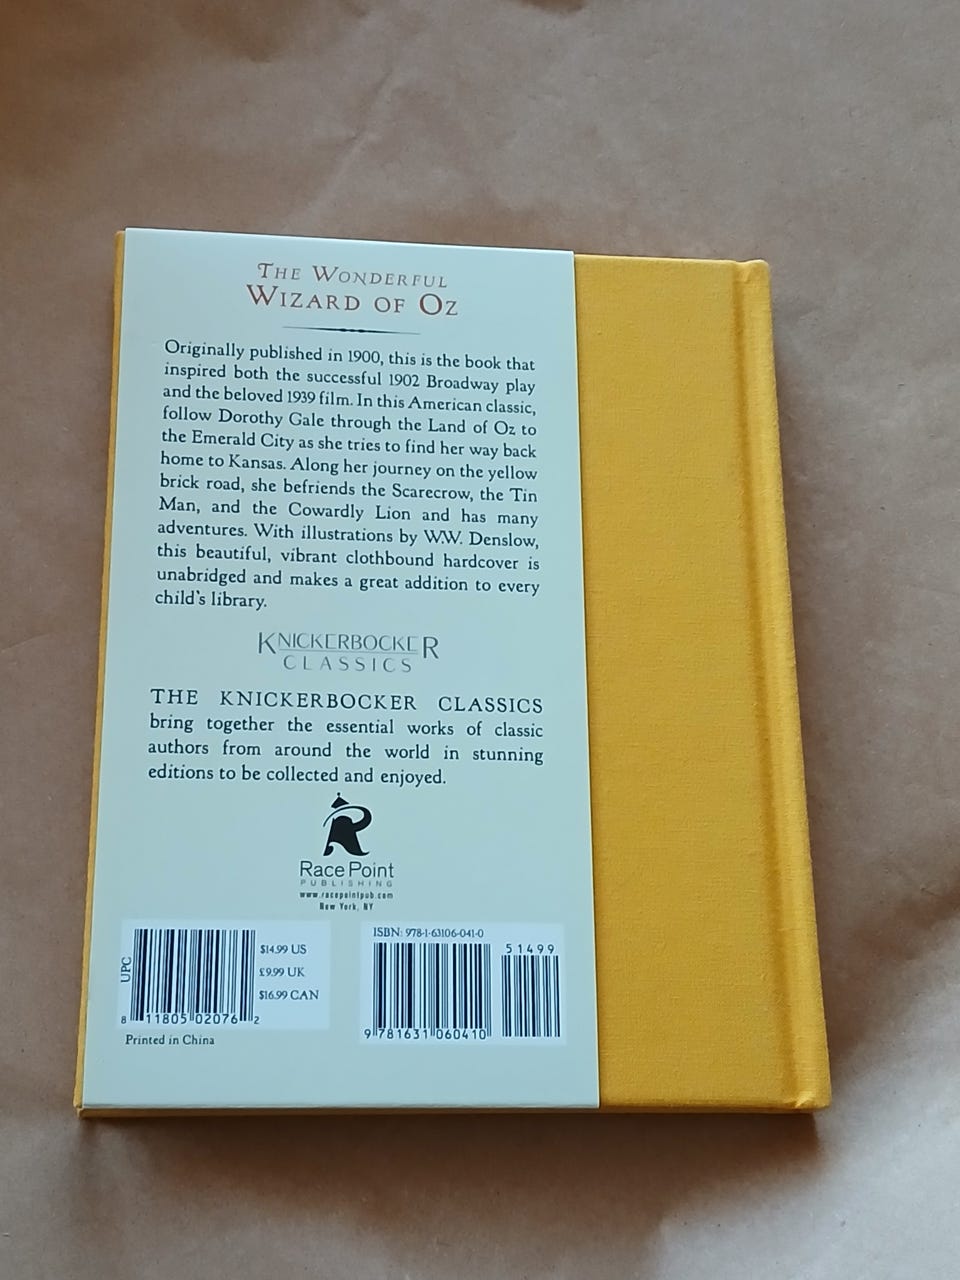 THE WONDERFUL
WIZARD OF OZ
Originally published in 1900, this is the book that
inspired both the successful 1902 Broadway play
and the beloved 1939 film. In this American classic,
follow Dorothy Gale through the Land of Oz to
the Emerald City as she tries to find her way back
home to Kansas. Along her journey on the yellow
brick road, she befriends the Scarecrow, the Tin
Man, and the Cowardly Lion and has many
adventures. With illustrations by W.W. Denslow,
this beautiful, vibrant clothbound hardcover is
unabridged and makes a great addition to every
child's library.
KNICKERBOCKER
CLASSICS
THE KNICKERBOCKER CLASSICS
bring together the essential works of classic
authors from around the world in stunning
editions to be collected and enjoyed.
Race Point
PUBLISHING
www.racepointpub.com
New York, NY
UPC
$14.99 US
£9.99 UK
$16.99 CAN
8 11805 02076 2
Printed in China
ISBN: 978-1-63106-041-0
51499
9 781631 060410